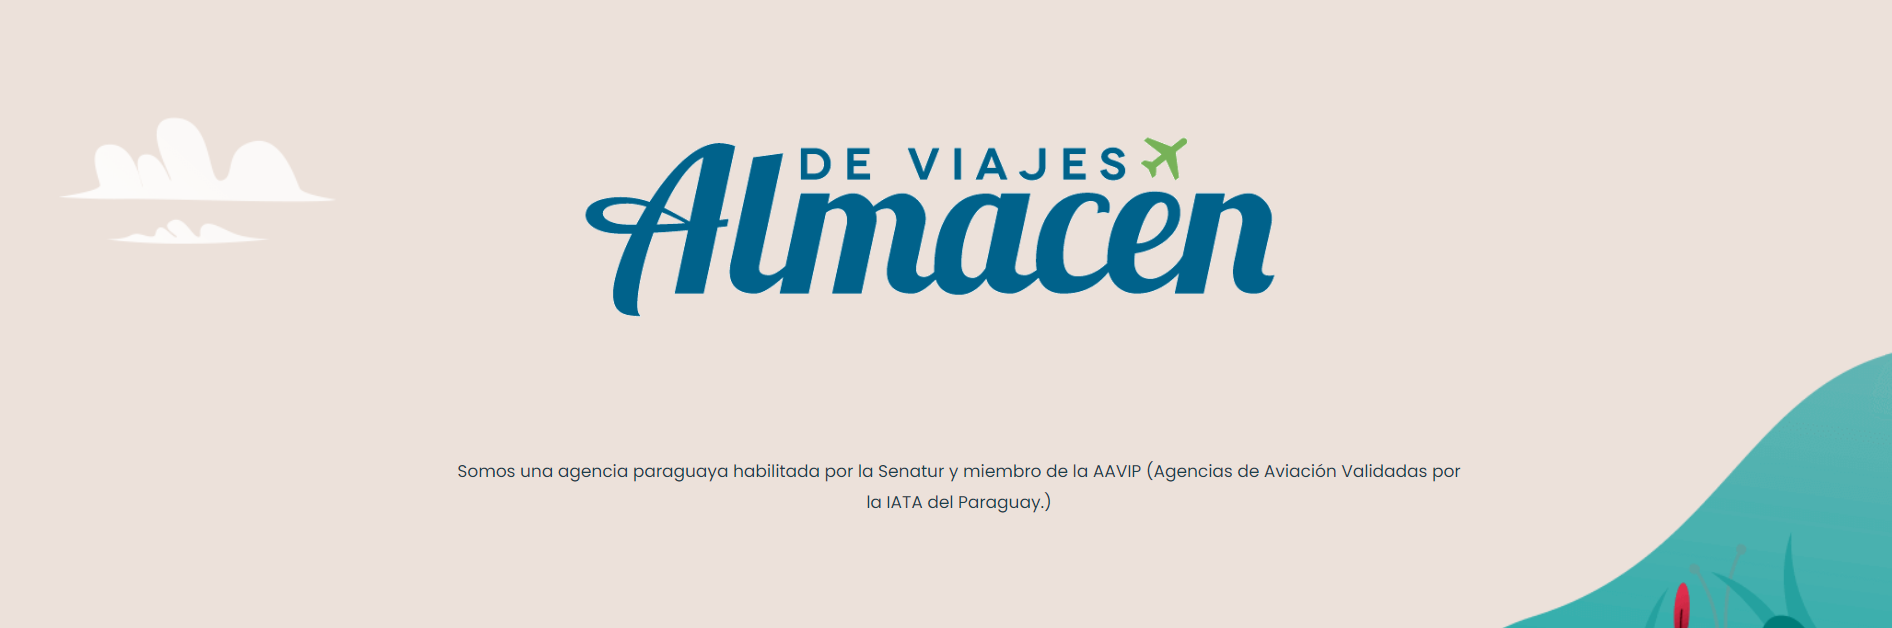 DE VIAJES
Almacen
Somos una agencia paraguaya habilitada por la Senatur y miembro de la AAVIP (Agencias de Aviación Validadas por
la IATA del Paraguay.)